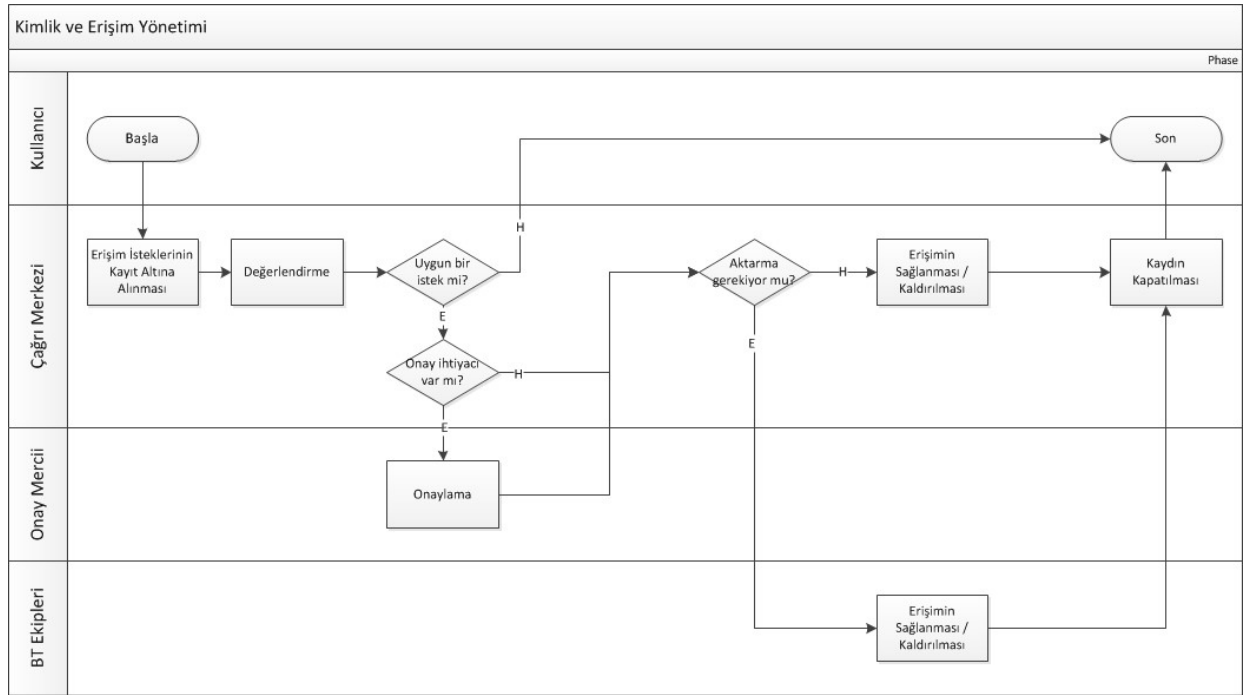 Kimlik ve Erişim Yönetimi
Phase
Kullanıcı
Başla
Son
H
Çağrı Merkezi
Erişim İsteklerinin
Kayıt Altına
Alınması
Değerlendirme
Uygun bir
istek mi?
E
Onay ihtiyacı
var mı?
H
E
Aktarma
gerekiyor mu?
H
E
Erişimin
Sağlanması /
Kaldırılması
Kaydın
Kapatılması
Onay Mercii
Onaylama
BT Ekipleri
Erişimin
Sağlanması /
Kaldırılması